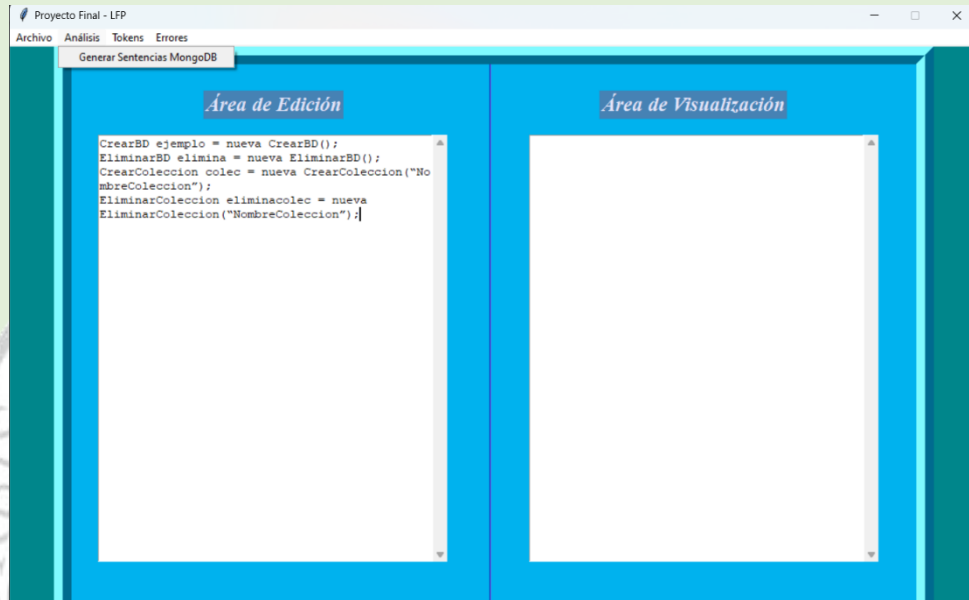 Proyecto Final - LFP
Archivo Análisis Tokens Errores
Generar Sentencias MongoDB
Área de Edición
Área de Visualización
CrearBD ejemplo = nueva CrearBD();
EliminarBD elimina = nueva EliminarBD();
CrearColeccion colec = nueva CrearColeccion(“No
mbreColeccion”);
EliminarColeccion eliminacolec = nueva
EliminarColeccion(“NombreColeccion”);